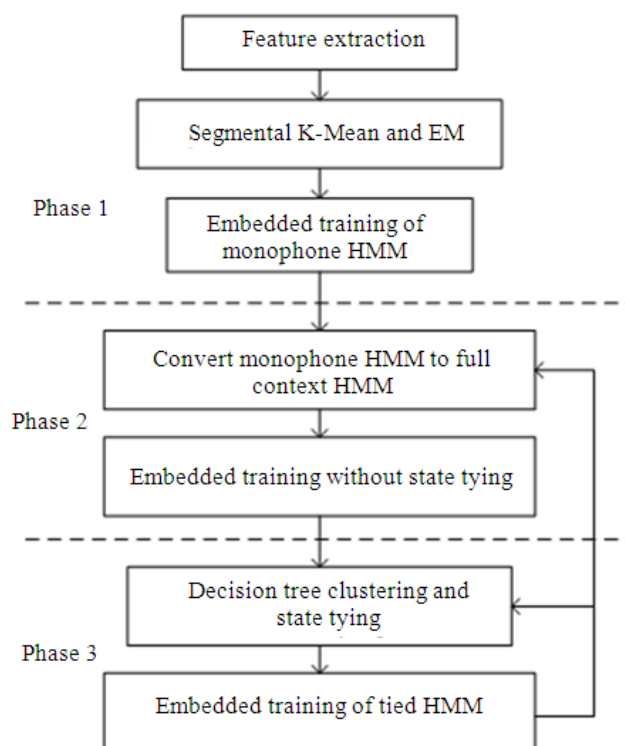 Feature extraction
Segmental K-Mean and EM
Phase 1
Embedded training of
monophone HMM
Convert monophone HMM to full
context HMM
Phase 2
Embedded training without state tying
Decision tree clustering and
state tying
Phase 3
Embedded training of tied HMM